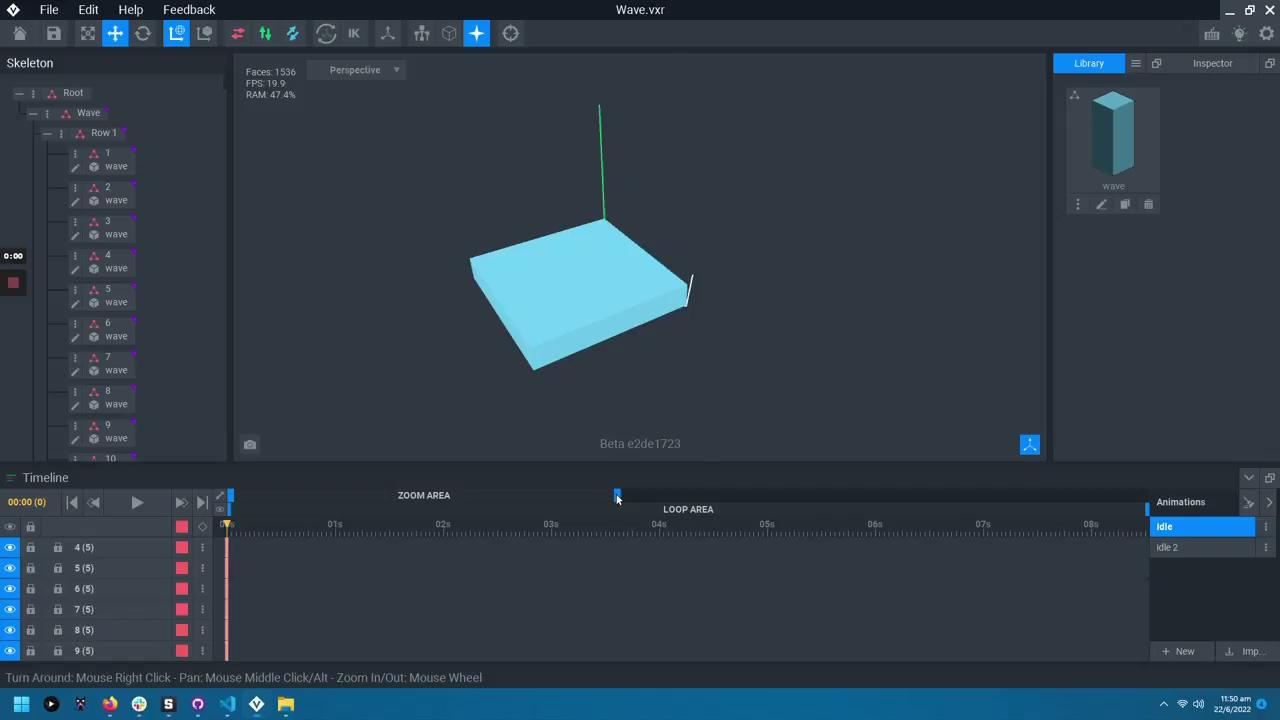 File Edit Help Feedback
Wave.vxr
IK
Skeleton
Root
Wave
Row 1
1
wave
2
wave
3
wave
4
wave
5
wave
6
wave
7
wave
8
wave
9
wave
10
0:00
Faces: 1536
FPS: 19.9
RAM: 47.4%
Perspective
Beta e2de1723
Library
Inspector
wave
Timeline
00:00 (0)
ZOOM AREA
LOOP AREA
01s 02s 03s 04s 05s 06s 07s 08s
4 (5)
5 (5)
6 (5)
7 (5)
8 (5)
9 (5)
Animations
Idle
Idle 2
New
Imp...
Turn Around: Mouse Right Click - Pan: Mouse Middle Click/Alt - Zoom In/Out: Mouse Wheel
11:50 am
22/6/2022
4